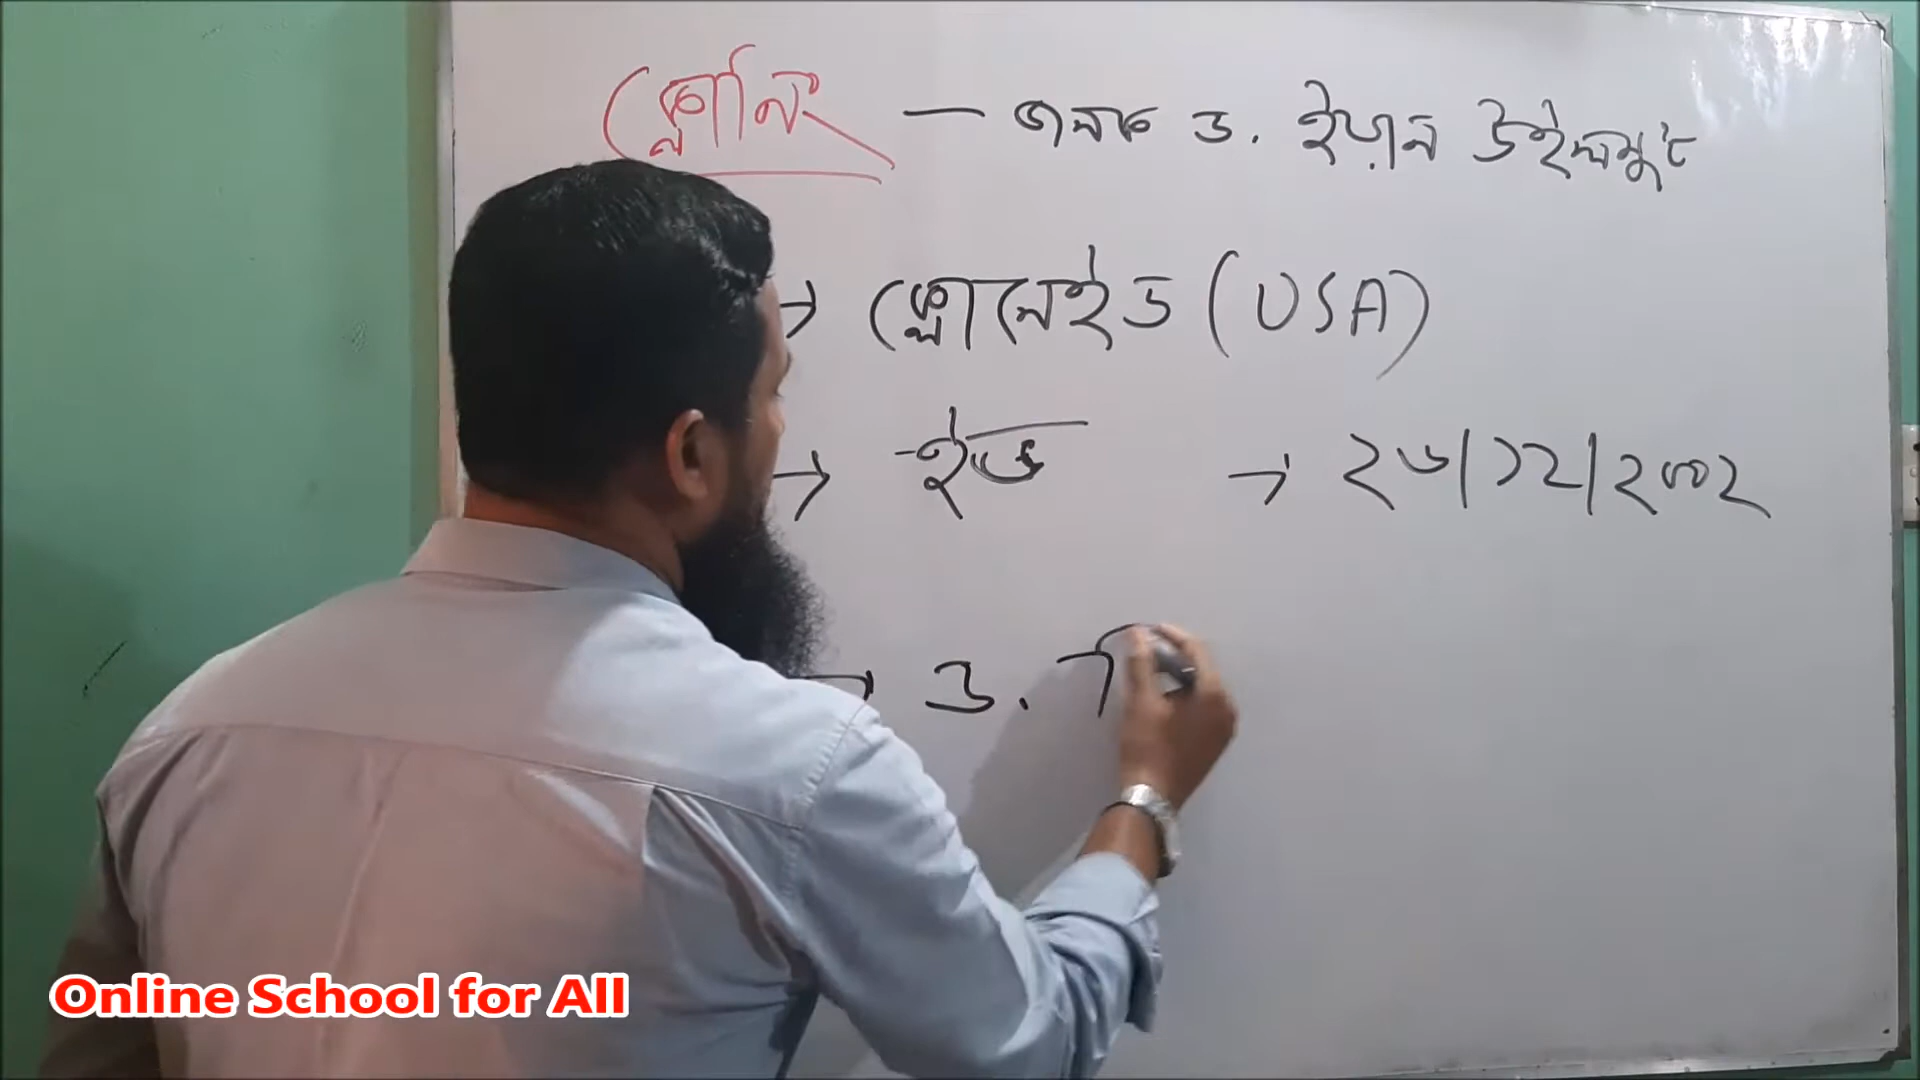 ক্লোনিং — জনক ড. ইয়ান উইলমুট
→ ক্লোনেইড (USA)
→ ইভ → ২৬/১২/২০০২
→ ড.
Online School for All